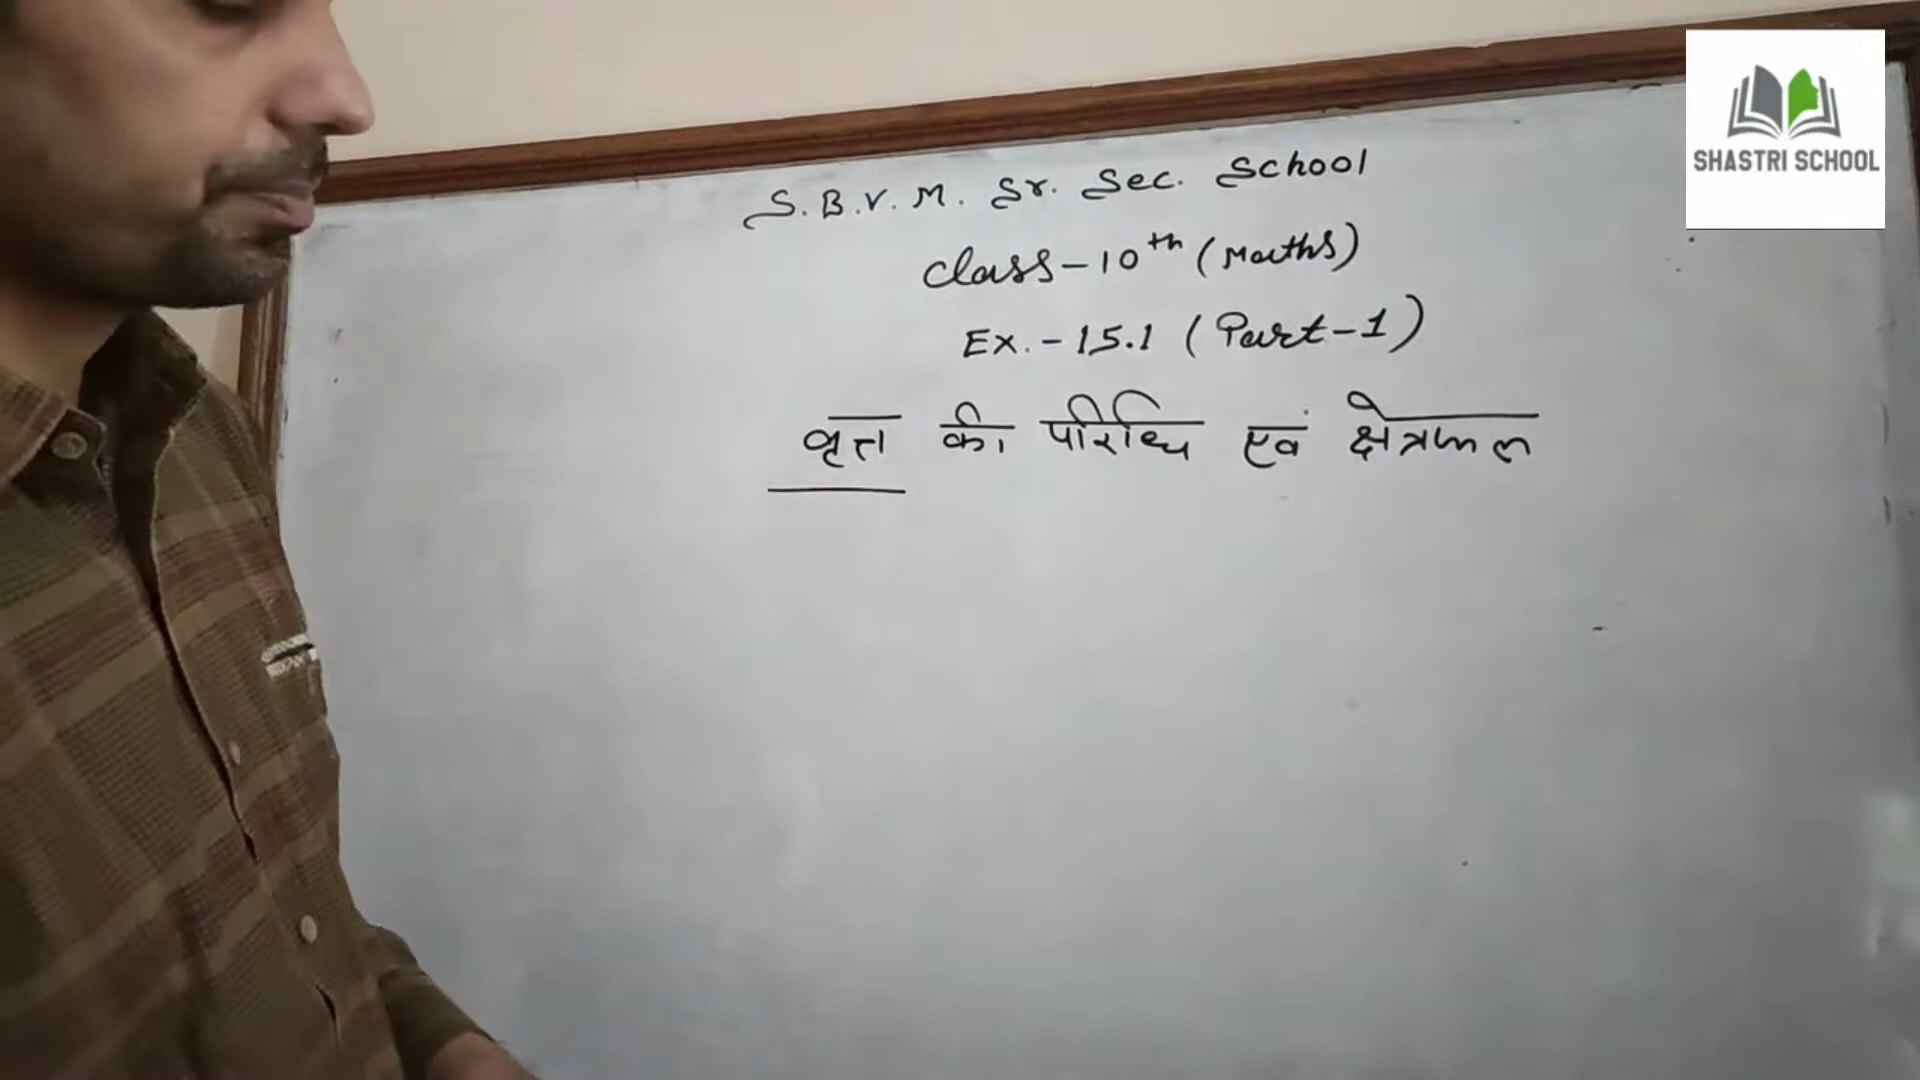 SHASTRI SCHOOL
S.B.V.M. Sr. Sec. School
Class-10th (Maths)
Ex.-15.1 (Part-1)
वृत्त की परिधि एवं क्षेत्रफल